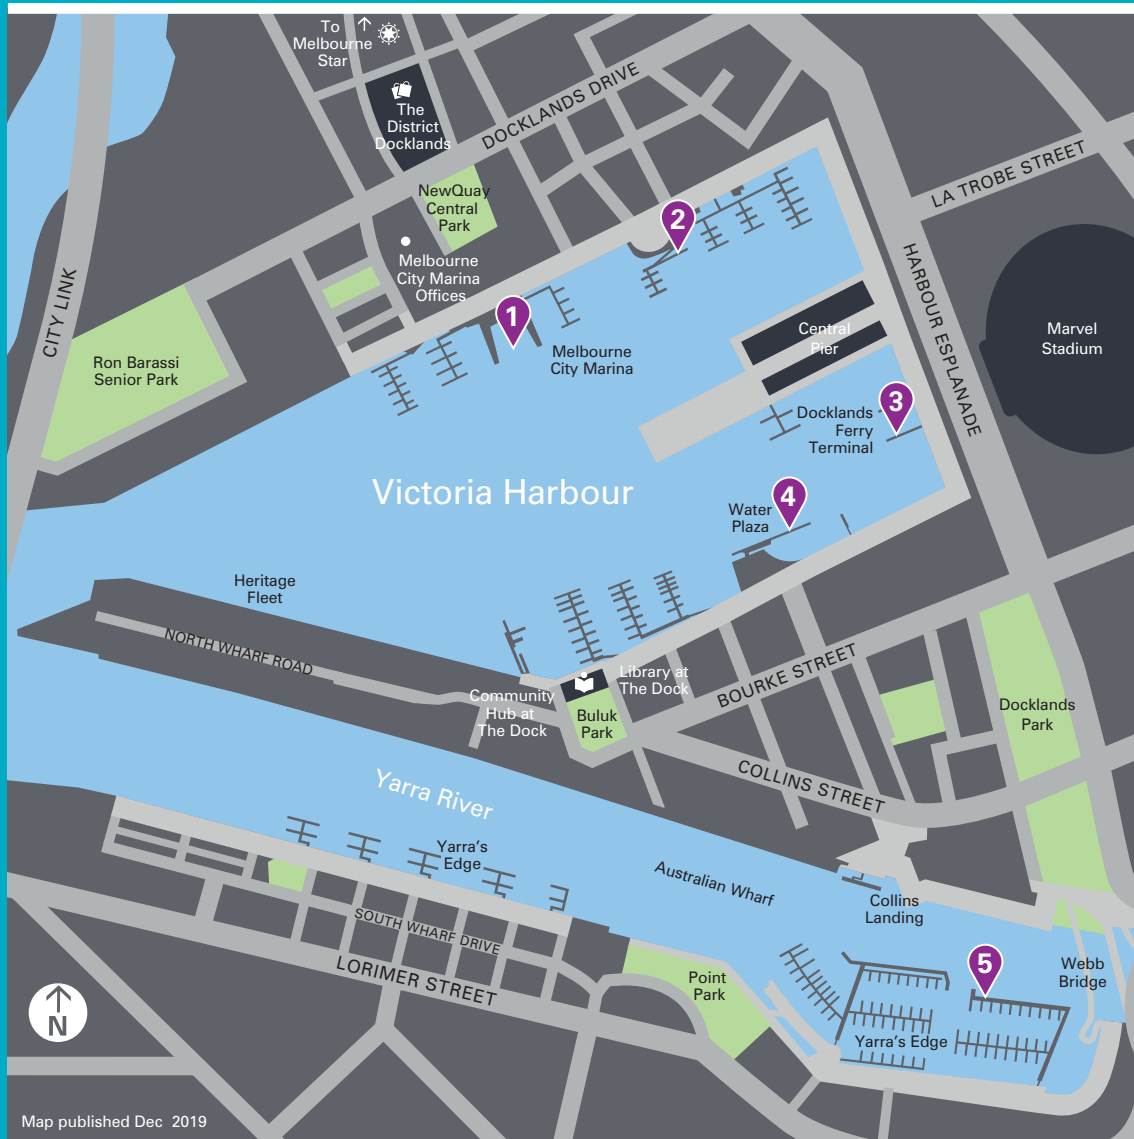 To
Melbourne
Star
The
District
Docklands
DOCKLANDS DRIVE
LA TROBE STREET
NewQuay
Central
Park
2
Melbourne
City Marina
Offices
CITY LINK
HARBOUR ESPLANADE
1
Central
Pier
Marvel
Stadium
Melbourne
City Marina
Ron Barassi
Senior Park
3
Docklands
Ferry
Terminal
Victoria Harbour
4
Water
Plaza
Heritage
Fleet
NORTH WHARF ROAD
Library at
The Dock
BOURKE STREET
Community
Hub at
The Dock
Buluk
Park
Docklands
Park
COLLINS STREET
Yarra River
Yarra's
Edge
Australian Wharf
Collins
Landing
SOUTH WHARF DRIVE
LORIMER STREET
Point
Park
5
Webb
Bridge
Yarra's Edge
N
Map published Dec 2019